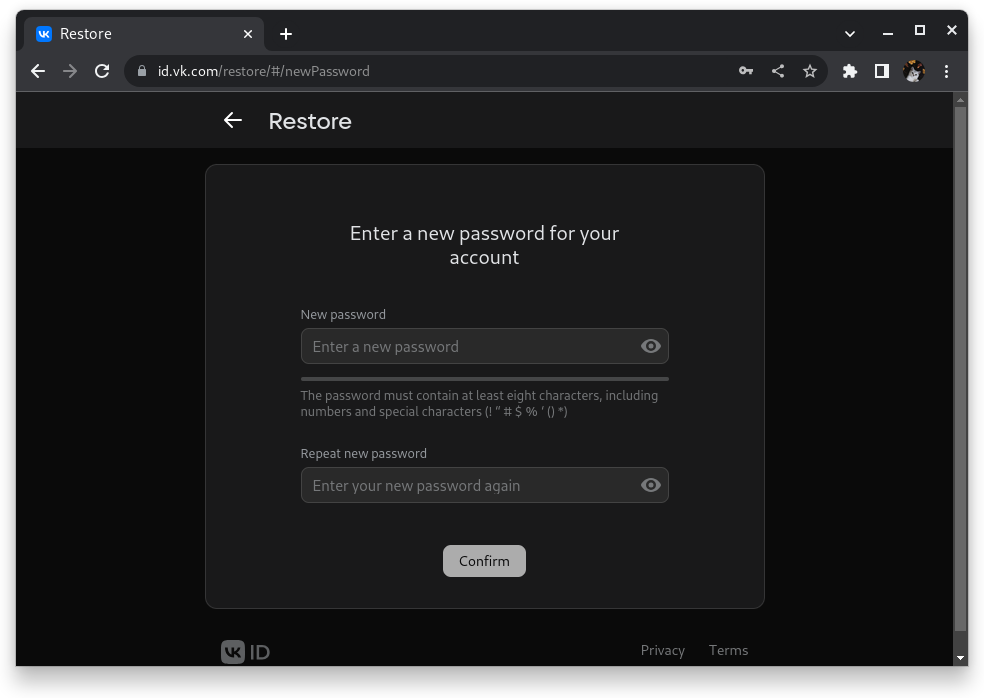 Restore
id.vk.com/restore/#/newPassword
Restore
Enter a new password for your
account
New password
Enter a new password
The password must contain at least eight characters, including
numbers and special characters (! “ # $ % ’ () *)
Repeat new password
Enter your new password again
Confirm
VK ID
Privacy Terms